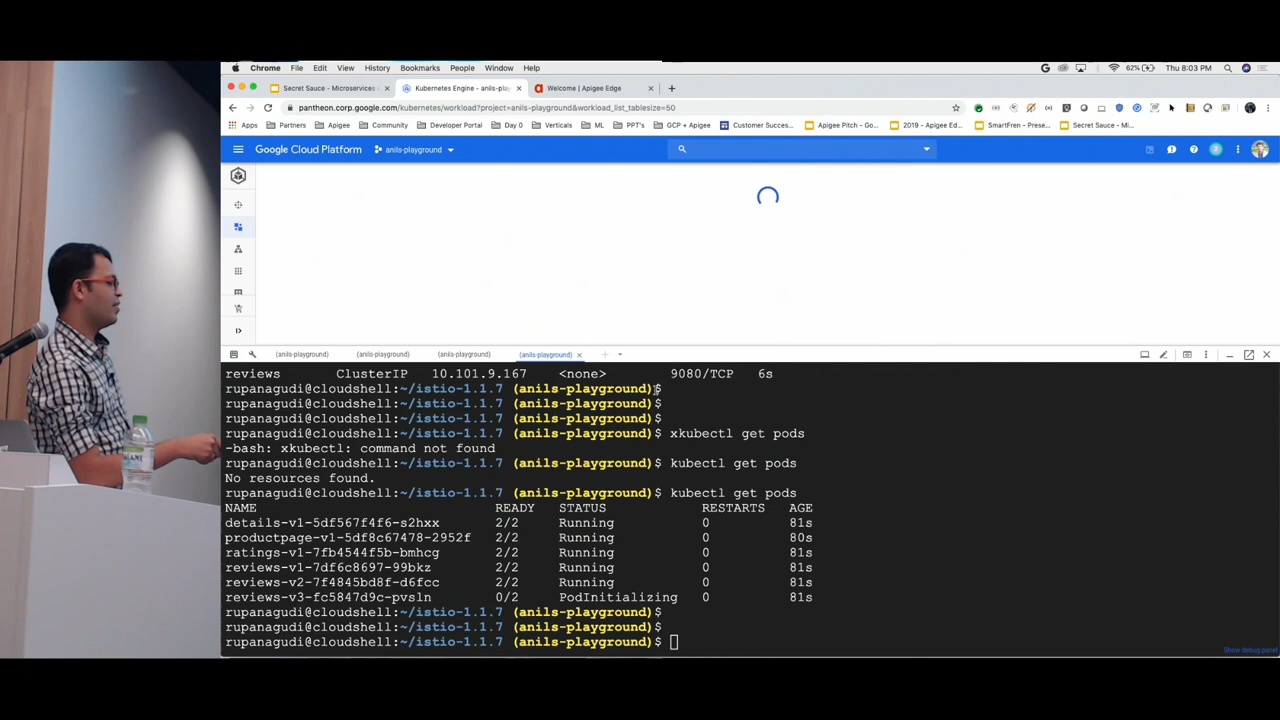 Chrome File Edit View History Bookmarks People Window Help 62% Thu 8:03 PM
Secret Sauce - Microservices Kubernetes Engine - anils-play Welcome | Apigee Edge
pantheon.corp.google.com/kubernetes/workload?project=anils-playground&workload_list_tablesize=50
Apps Partners Apigee Community Developer Portal Day 0 Verticals ML PPT's GCP + Apigee Customer Succes... Apigee Pitch - Go... 2019 - Apigee Ed... SmartFren - Prese... Secret Sauce - Mi...
Google Cloud Platform anils-playground
(anils-playground) (anils-playground) (anils-playground) (anils-playground)
reviews ClusterIP 10.101.9.167 <none> 9080/TCP 6s
rupanagudi@cloudshell:~/istio-1.1.7 (anils-playground)$
rupanagudi@cloudshell:~/istio-1.1.7 (anils-playground)$
rupanagudi@cloudshell:~/istio-1.1.7 (anils-playground)$
rupanagudi@cloudshell:~/istio-1.1.7 (anils-playground)$ xkubectl get pods
-bash: xkubectl: command not found
rupanagudi@cloudshell:~/istio-1.1.7 (anils-playground)$ kubectl get pods
No resources found.
rupanagudi@cloudshell:~/istio-1.1.7 (anils-playground)$ kubectl get pods
NAME READY STATUS RESTARTS AGE
details-v1-5df567f4f6-s2hxx 2/2 Running 0 81s
productpage-v1-5df8c67478-2952f 2/2 Running 0 80s
ratings-v1-7fb4544f5b-bmhcg 2/2 Running 0 81s
reviews-v1-7df6c8697-99bkz 2/2 Running 0 81s
reviews-v2-7f4845bd8f-d6fcc 2/2 Running 0 81s
reviews-v3-fc5847d9c-pvsln 0/2 PodInitializing 0 81s
rupanagudi@cloudshell:~/istio-1.1.7 (anils-playground)$
rupanagudi@cloudshell:~/istio-1.1.7 (anils-playground)$
rupanagudi@cloudshell:~/istio-1.1.7 (anils-playground)$
Show debug panel